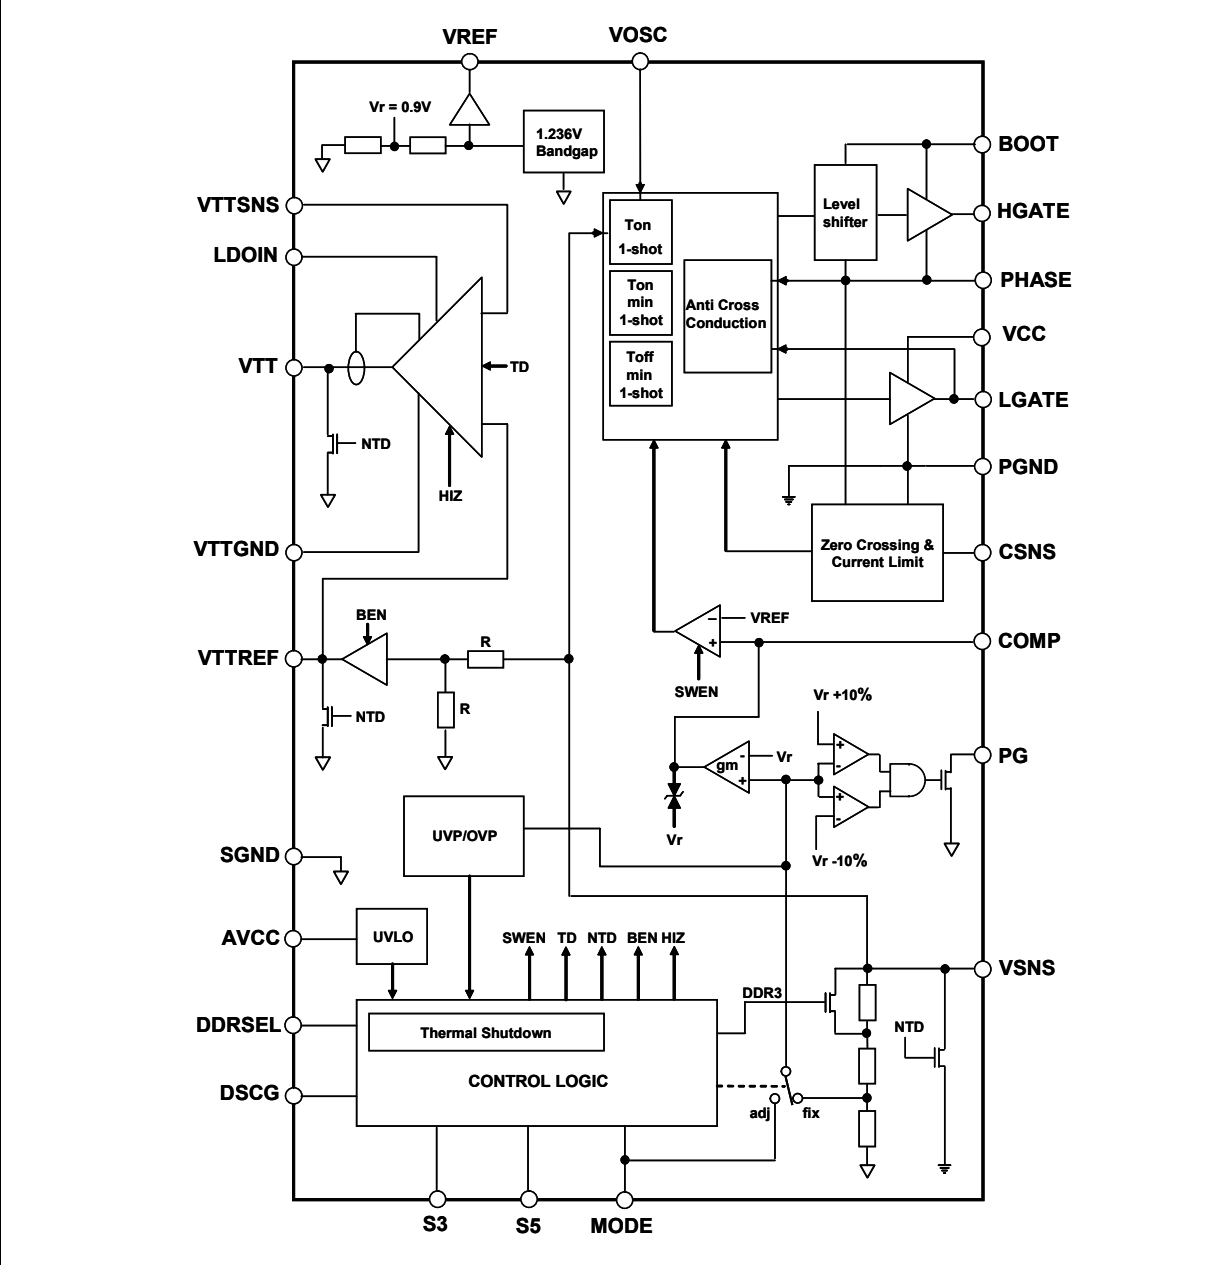 VREF
VOSC
Vr = 0.9V
1.236V
Bandgap
BOOT
VTTSNS
HGATE
Level
shifter
Ton
1-shot
LDOIN
PHASE
Ton
min
1-shot
Anti Cross
Conduction
VCC
VTT
TD
Toff
min
1-shot
LGATE
NTD
HIZ
PGND
VTTGND
Zero Crossing &
Current Limit
CSNS
BEN
− VREF
+
COMP
VTTREF
R
SWEN
R
NTD
Vr +10%
+
-
PG
gm
- Vr
+
+
-
Vr
Vr -10%
UVP/OVP
SGND
AVCC
UVLO
SWEN TD NTD BEN HIZ
VSNS
DDR3
DDRSEL
Thermal Shutdown
NTD
CONTROL LOGIC
DSCG
adj
fix
S3
S5
MODE